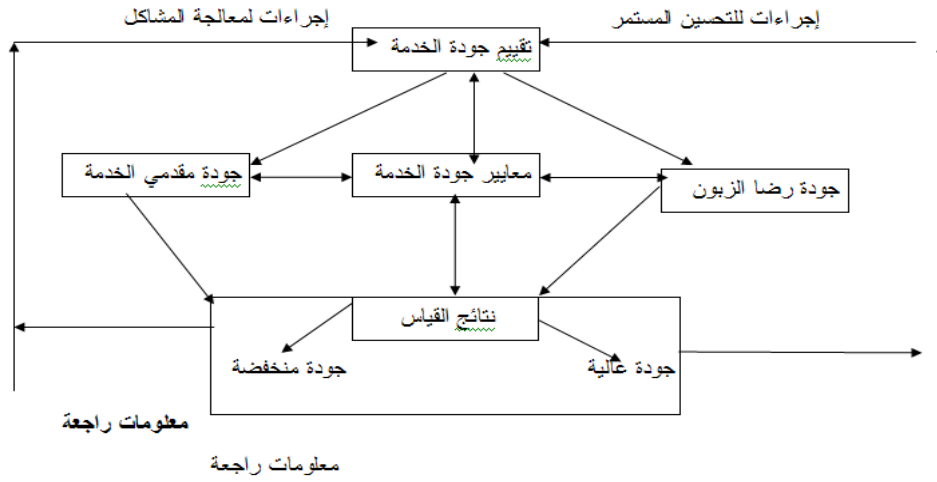 إجراءات للتحسين المستمر
إجراءات لمعالجة المشاكل
تقييم جودة الخدمة
جودة رضا الزبون
معايير جودة الخدمة
جودة مقدمي الخدمة
نتائج القياس
جودة عالية
جودة منخفضة
معلومات راجعة
معلومات راجعة